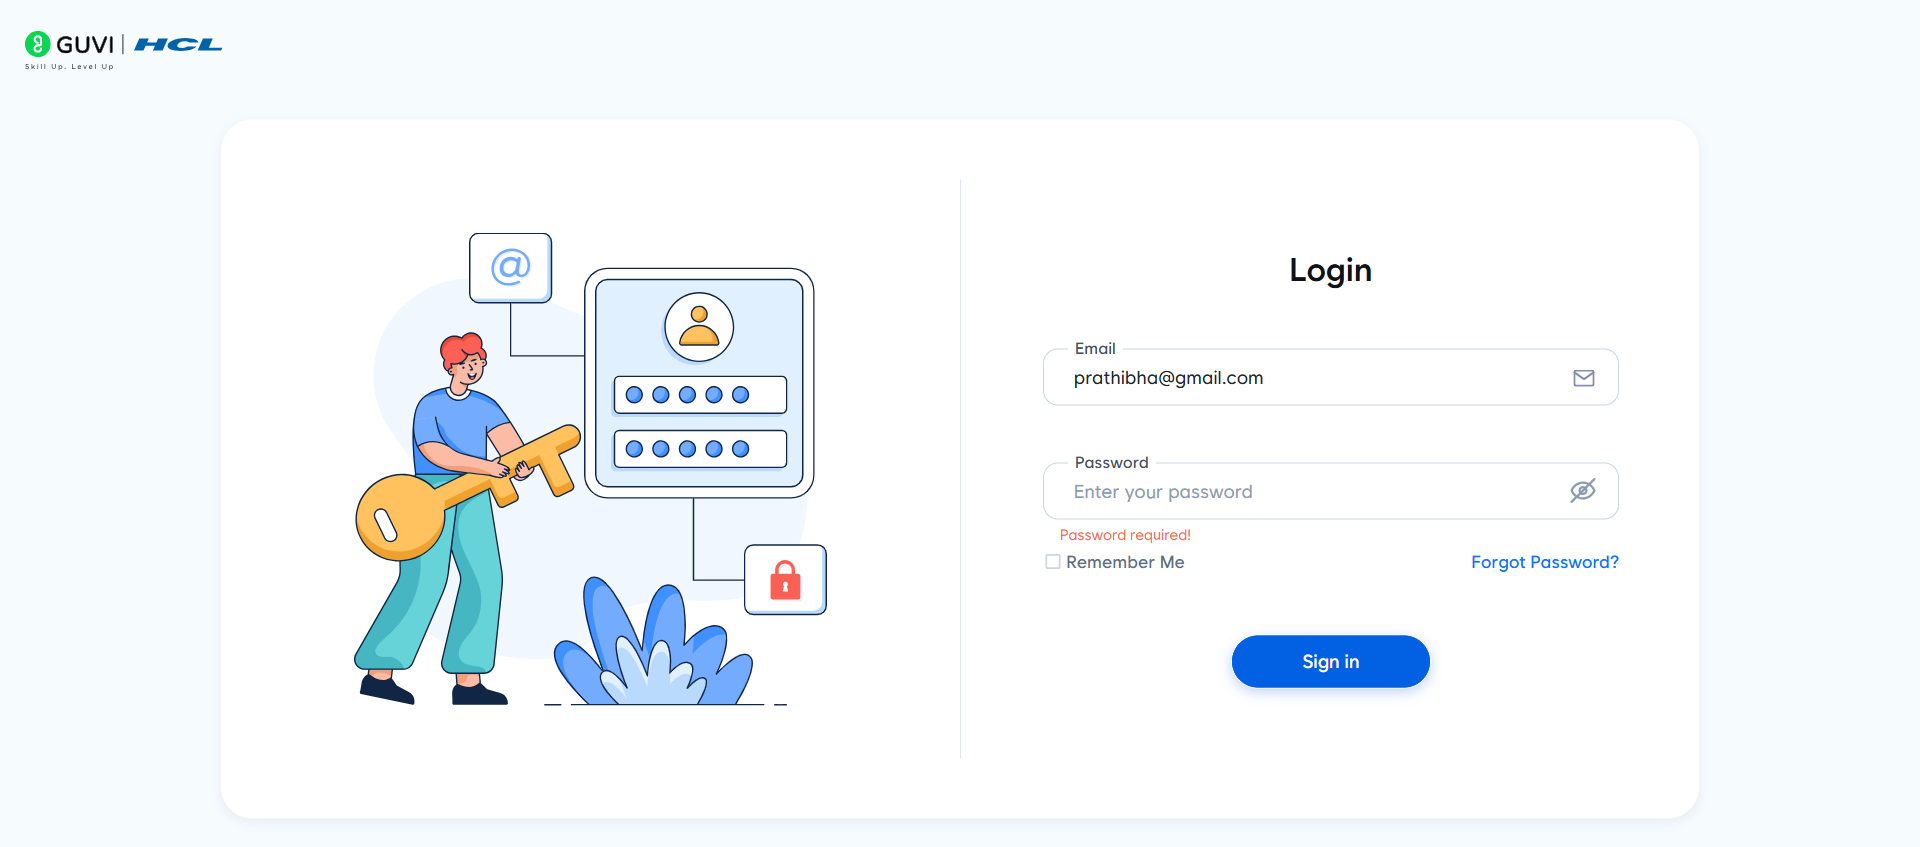 GUVI | HCL
Skill Up. Level Up
@
Login
Email
prathibha@gmail.com
Password
Enter your password
Password required!
Remember Me Forgot Password?
Sign in